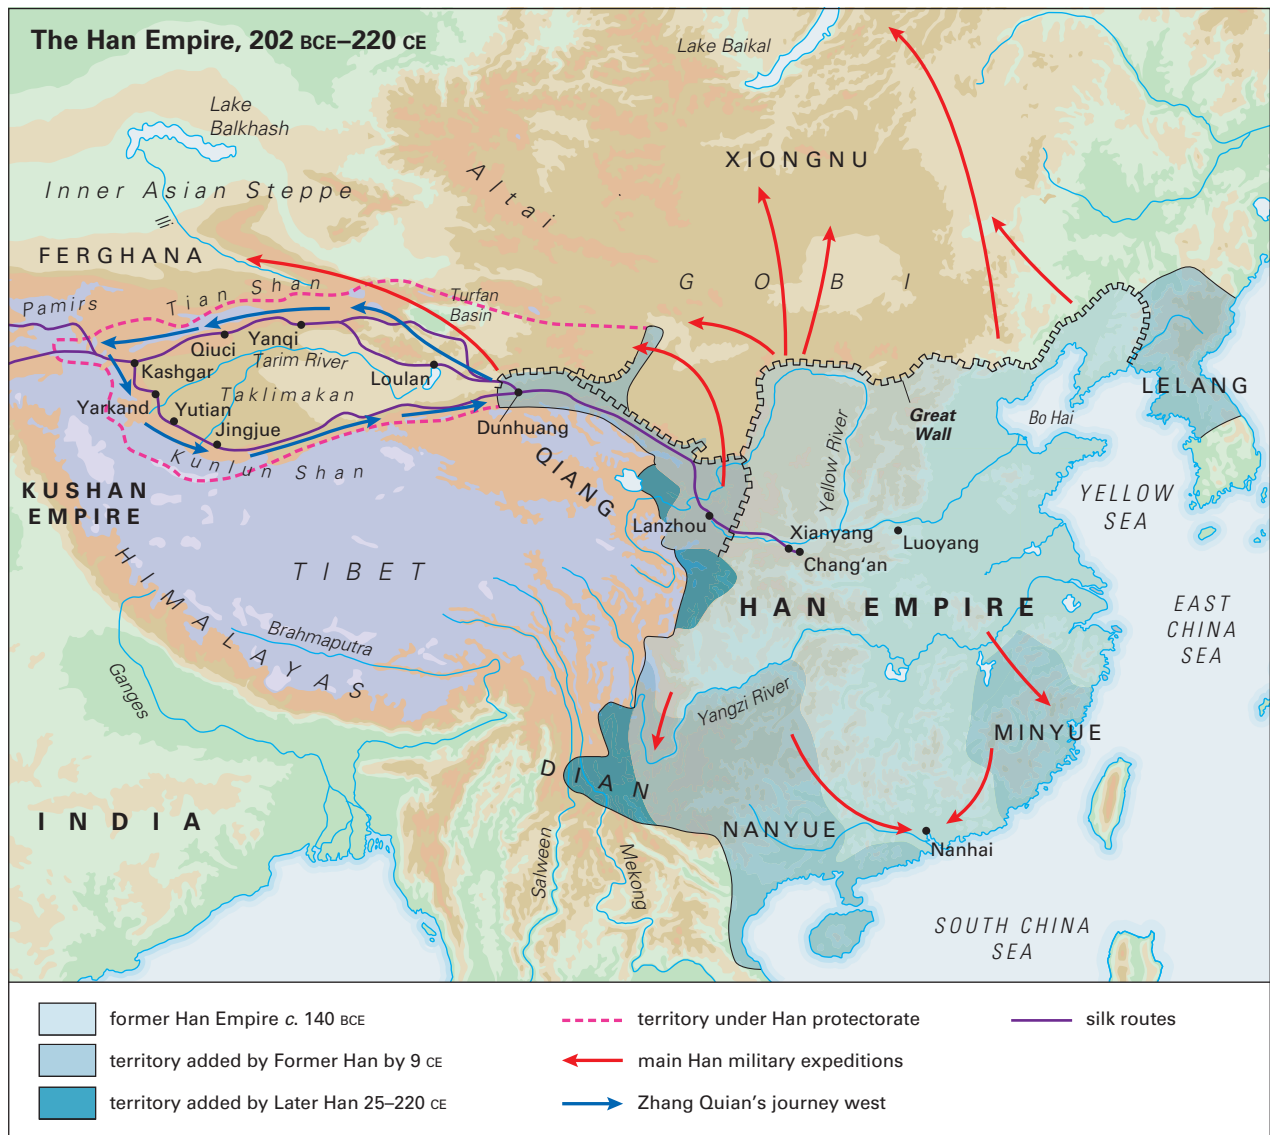 The Han Empire, 202 BCE–220 CE
Lake Baikal
Lake
Balkhash
XIONGNU
Altai
Inner Asian Steppe
Ili
FERGHANA
GOBI
Pamirs
Tian Shan
Turfan
Basin
Qiuci
Yanqi
Kashgar
Tarim River
Loulan
Taklimakan
Yarkand
Yutian
Jingjue
Dunhuang
Kunlun Shan
LELANG
Great
Wall
Bo Hai
Yellow River
QIANG
KUSHAN
EMPIRE
YELLOW
SEA
Lanzhou
Xianyang
Luoyang
Chang'an
TIBET
HIMALAYAS
HAN EMPIRE
EAST
CHINA
SEA
Brahmaputra
Ganges
Yangzi River
MINYUE
DIAN
INDIA
NANYUE
Nanhai
Salween
Mekong
SOUTH CHINA
SEA
former Han Empire c. 140 BCE
territory added by Former Han by 9 CE
territory added by Later Han 25–220 CE
territory under Han protectorate
main Han military expeditions
Zhang Quian's journey west
silk routes